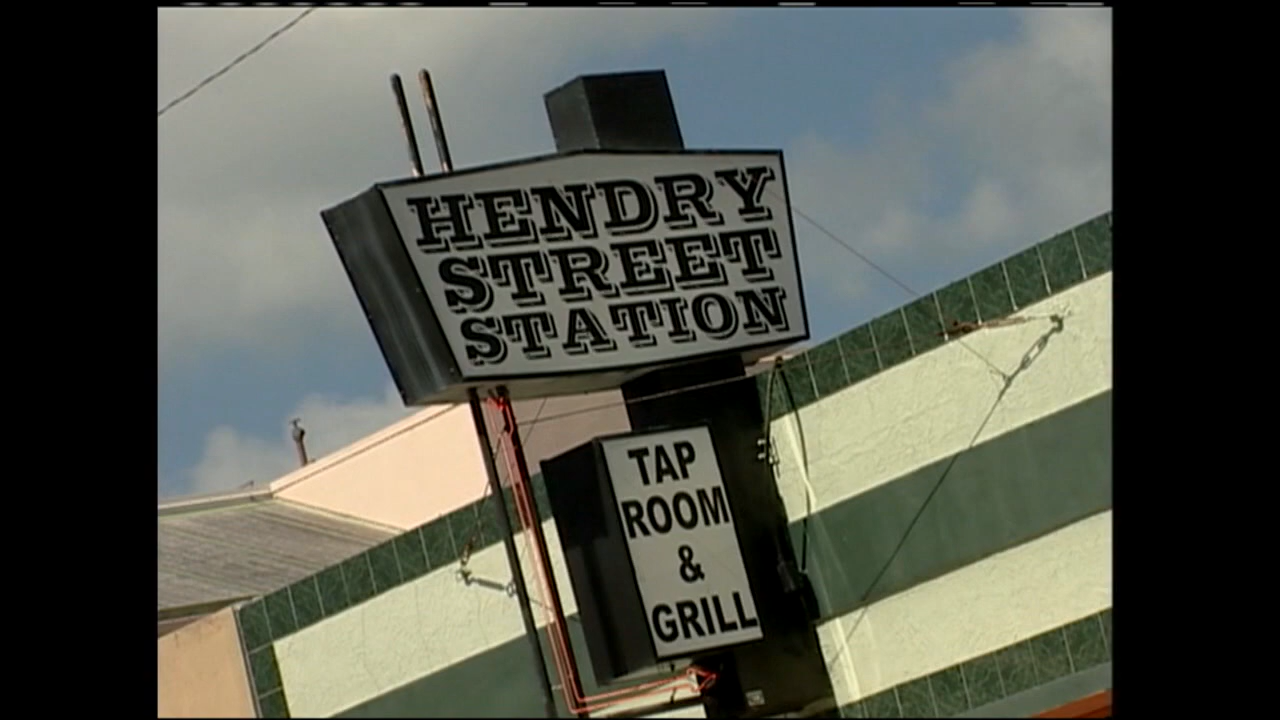 HENDRY
STREET
STATION
TAP
ROOM
&
GRILL